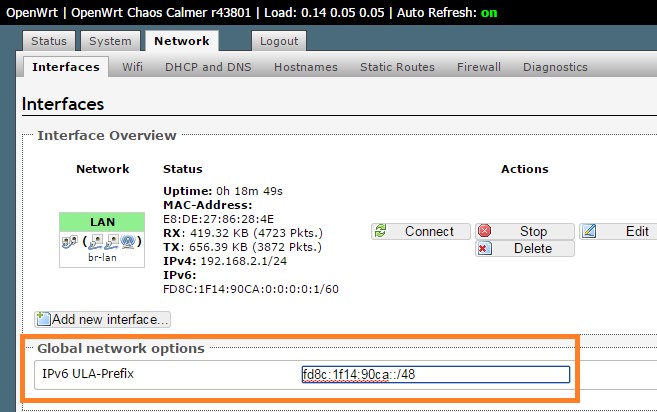 OpenWrt | OpenWrt Chaos Calmer r43801 | Load: 0.14 0.05 0.05 | Auto Refresh: on
Status System Network Logout
Interfaces Wifi DHCP and DNS Hostnames Static Routes Firewall Diagnostics
Interfaces
Interface Overview
Network Status Actions
Uptime: 0h 18m 49s
MAC-Address:
E8:DE:27:86:28:4E
RX: 419.32 KB (4723 Pkts.)
TX: 656.39 KB (3872 Pkts.)
IPv4: 192.168.2.1/24
IPv6:
FD8C:1F14:90CA:0:0:0:0:1/60
LAN
br-lan
Connect Stop Edit
Delete
Add new interface...
Global network options
IPv6 ULA-Prefix fd8c:1f14:90ca::/48